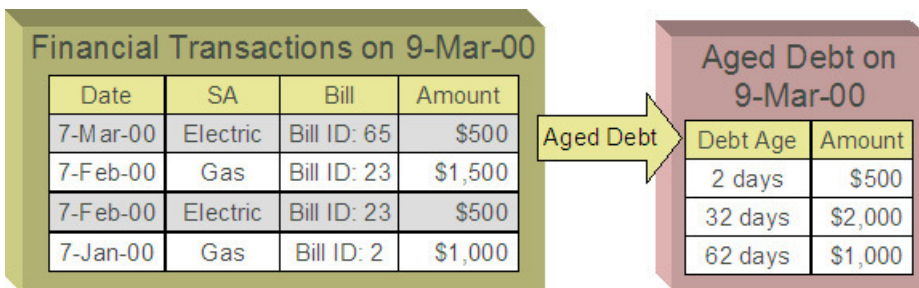 Financial Transactions on 9-Mar-00
Date SA Bill Amount
7-Mar-00 Electric Bill ID: 65 $500
7-Feb-00 Gas Bill ID: 23 $1,500
7-Feb-00 Electric Bill ID: 23 $500
7-Jan-00 Gas Bill ID: 2 $1,000
Aged Debt
Aged Debt on
9-Mar-00
Debt Age Amount
2 days $500
32 days $2,000
62 days $1,000